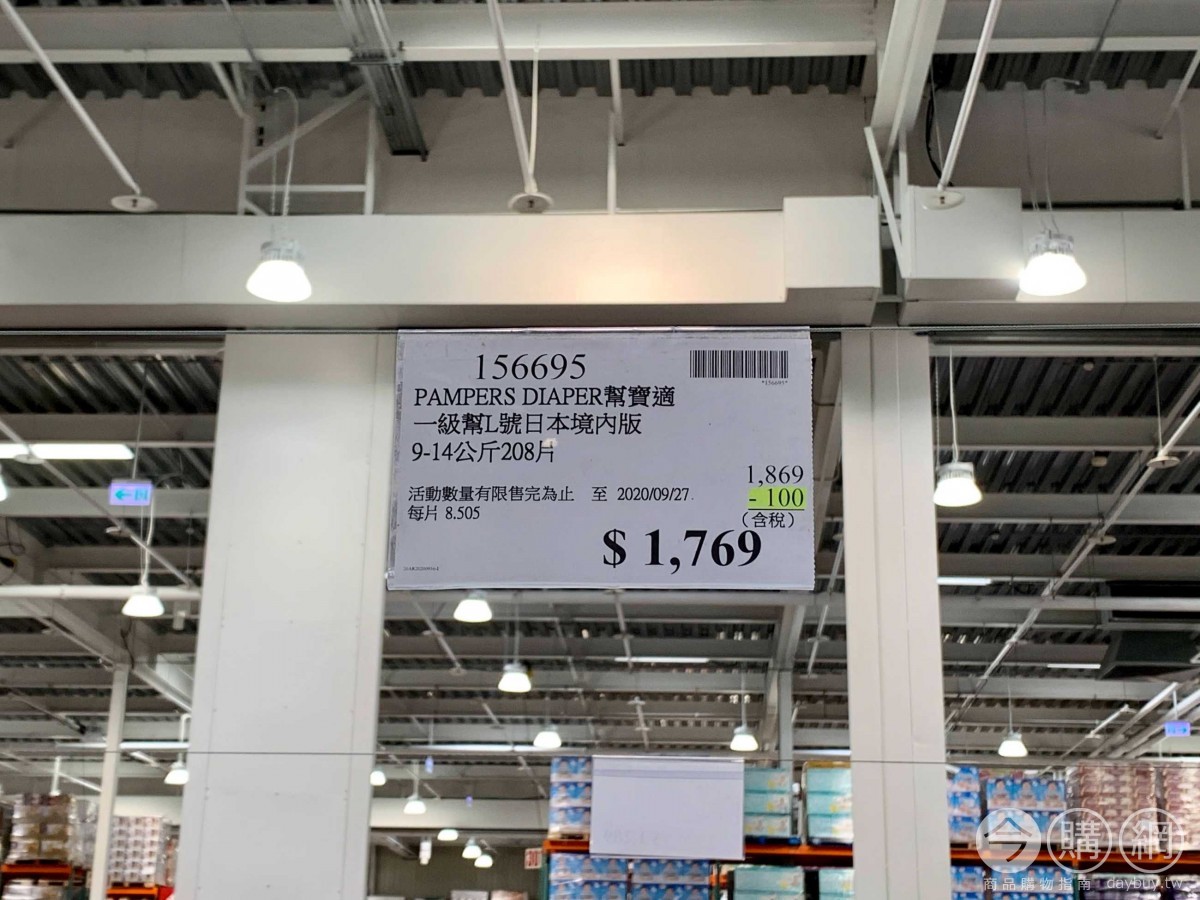 156695
*156695*
PAMPERS DIAPER幫寶適
一級幫L號日本境內版
9-14公斤208片
1,869
活動數量有限售完為止 至 2020/09/27.
- 100
每片 8.505
(含稅)
$ 1,769
今購網
商品購物指南 daybuy.tw